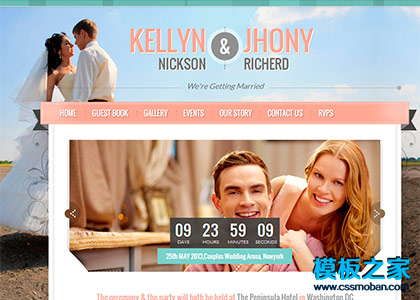 KELLYN & JHONY
NICKSON RICHERD
We're Getting Married
HOME GUEST BOOK GALLERY EVENTS OUR STORY CONTACT US RVPS
09 23 59 09
DAYS HOURS MINUTES SECONDS
25th MAY 2013,Couples Wedding Arena, Newyork
模板之家
www.cssmoban.com
The ceremony & the party will both be held at The Peninsula Hotel in Washington DC